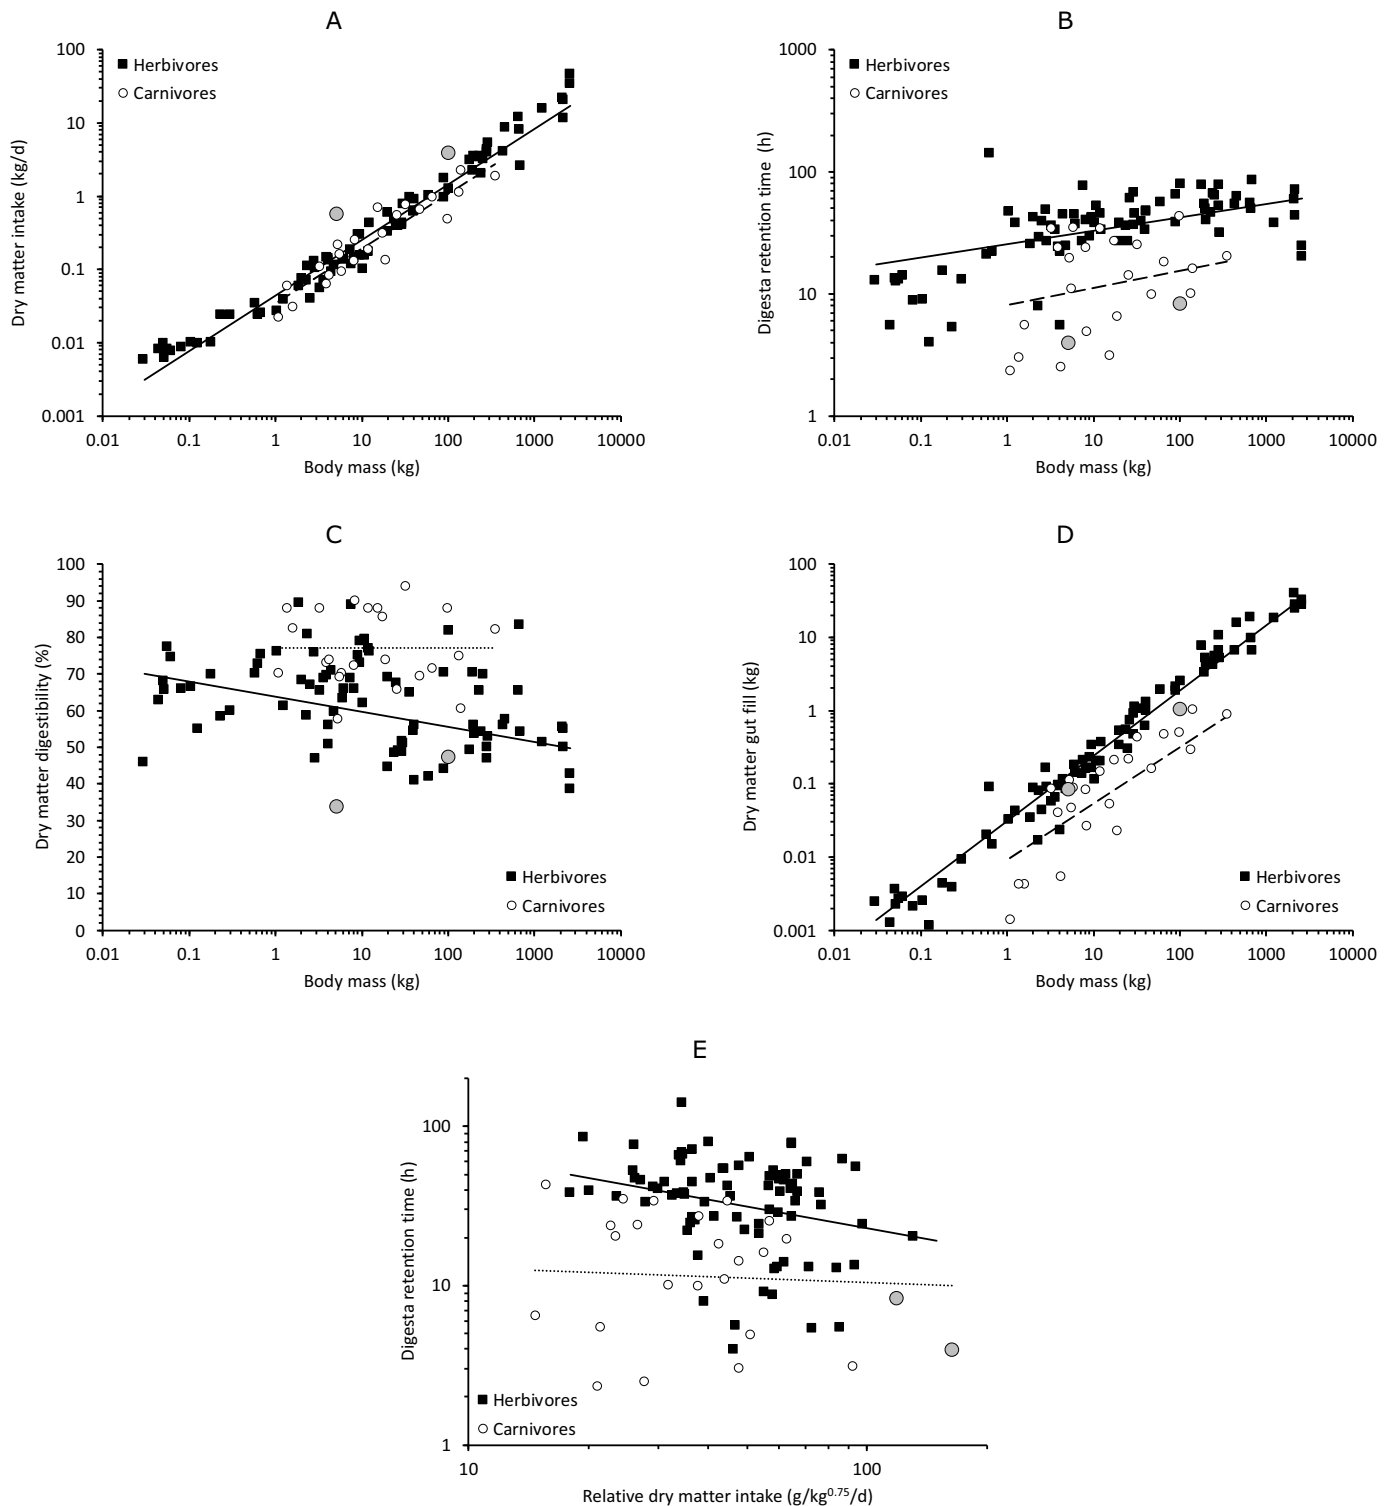 A
Dry matter intake (kg/d)
100
10
1
0.1
0.01
0.001
Herbivores
Carnivores
0.01 0.1 1 10 100 1000 10000
Body mass (kg)
B
Digesta retention time (h)
1000
100
10
1
Herbivores
Carnivores
0.01 0.1 1 10 100 1000 10000
Body mass (kg)
C
Dry matter digestibility (%)
100
90
80
70
60
50
40
30
20
10
0
Herbivores
Carnivores
0.01 0.1 1 10 100 1000 10000
Body mass (kg)
D
Dry matter gut fill (kg)
100
10
1
0.1
0.01
0.001
Herbivores
Carnivores
0.01 0.1 1 10 100 1000 10000
Body mass (kg)
E
Digesta retention time (h)
100
10
1
Herbivores
Carnivores
10 100
Relative dry matter intake (g/kg^0.75/d)